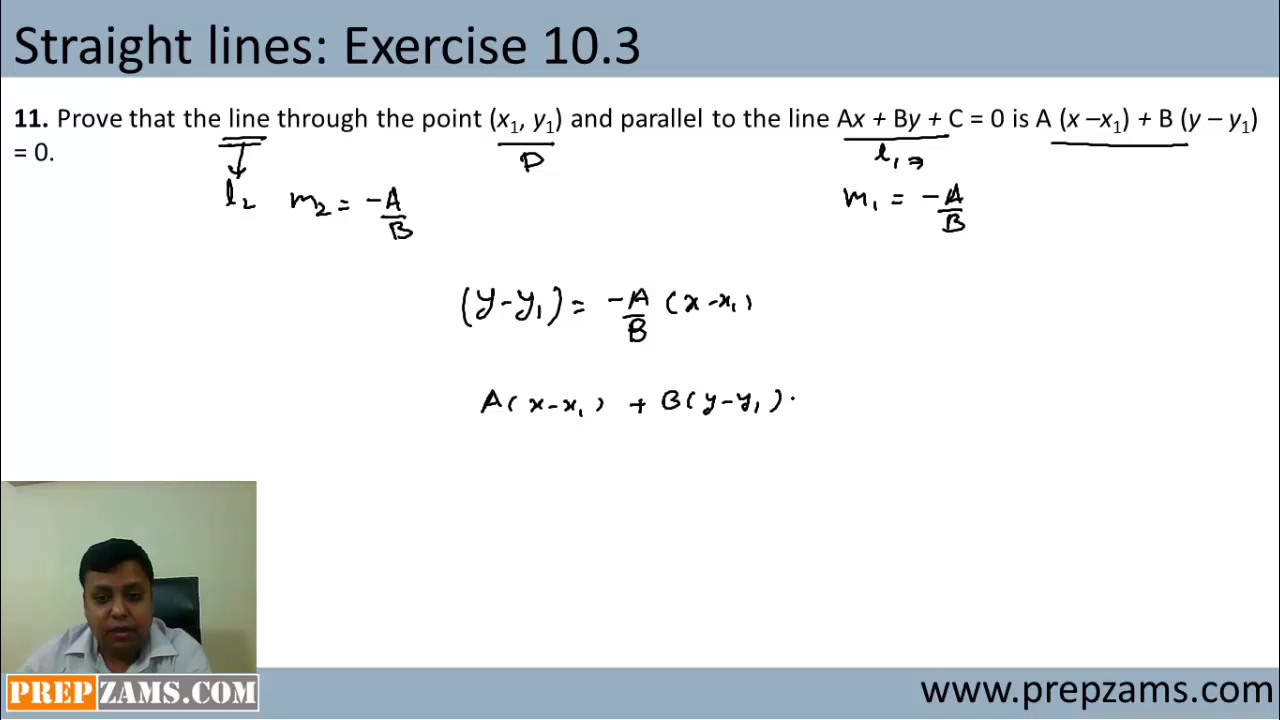 Straight lines: Exercise 10.3
11. Prove that the line through the point (x₁, y₁) and parallel to the line Ax + By + C = 0 is A (x –x₁) + B (y – y₁)
= 0.
P
l₁ ⇒
l₂ m₂ = -A/B
m₁ = -A/B
(y-y₁) = -A/B (x-x₁)
A(x-x₁) + B(y-y₁) ·
PREPZAMS.COM
www.prepzams.com